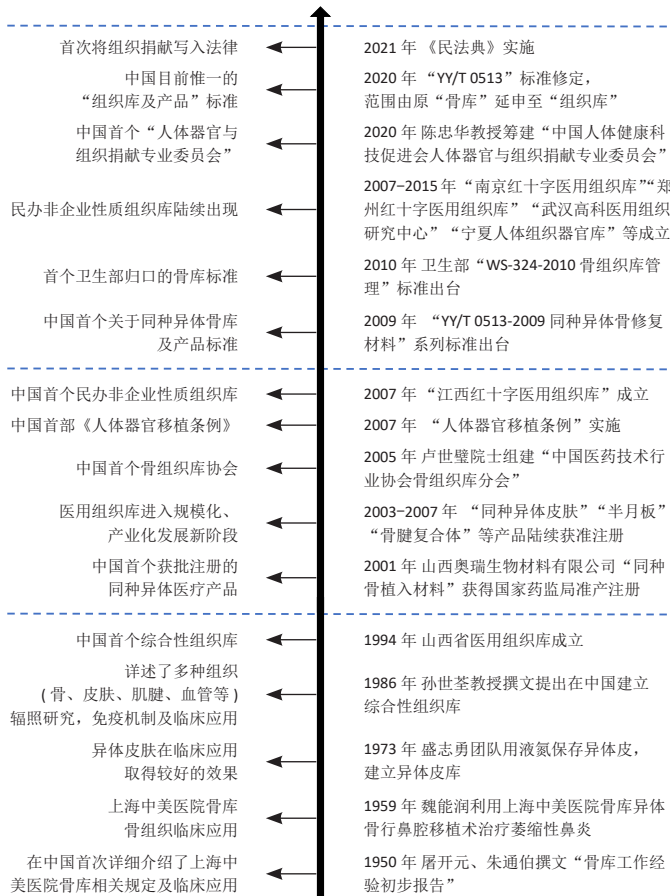 首次将组织捐献写入法律
2021 年 《民法典》实施
中国目前惟一的
“组织库及产品”标准
2020 年 “YY/T 0513”标准修定，
范围由原“骨库”延申至“组织库”
中国首个“人体器官与
组织捐献专业委员会”
2020 年 陈忠华教授筹建“中国人体健康科
技促进会人体器官与组织捐献专业委员会”
民办非企业性质组织库陆续出现
2007–2015 年 “南京红十字医用组织库”“郑
州红十字医用组织库” “武汉高科医用组织
研究中心” “宁夏人体组织器官库”等成立
首个卫生部归口的骨库标准
2010 年 卫生部“WS-324-2010 骨组织库管
理”标准出台
中国首个关于同种异体骨库
及产品标准
2009 年 “YY/T 0513-2009 同种异体骨修复
材料”系列标准出台
中国首个民办非企业性质组织库
2007 年 “江西红十字医用组织库”成立
中国首部《人体器官移植条例》
2007 年 “人体器官移植条例”实施
中国首个骨组织库协会
2005 年 卢世璧院士组建“中国医药技术行
业协会骨组织库分会”
医用组织库进入规模化、
产业化发展新阶段
2003–2007 年 “同种异体皮肤”“半月板”
“骨腱复合体”等产品陆续获准注册
中国首个获批注册的
同种异体医疗产品
2001 年 山西奥瑞生物材料有限公司“同种
骨植入材料”获得国家药监局准产注册
中国首个综合性组织库
1994 年 山西省医用组织库成立
详述了多种组织
( 骨、皮肤、肌腱、血管等 )
辐照研究，免疫机制及临床应用
1986 年 孙世荃教授撰文提出在中国建立
综合性组织库
异体皮肤在临床应用
取得较好的效果
1973 年 盛志勇团队用液氮保存异体皮，
建立异体皮库
上海中美医院骨库
骨组织临床应用
1959 年 魏能润利用上海中美医院骨库异体
骨行鼻腔移植术治疗萎缩性鼻炎
在中国首次详细介绍了上海中
美医院骨库相关规定及临床应用
1950 年 屠开元、朱通伯撰文“骨库工作经
验初步报告”